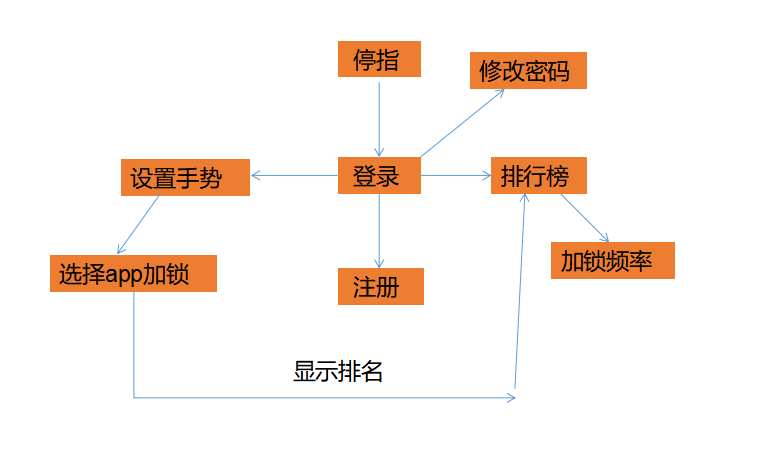 停指
修改密码
设置手势
登录
排行榜
选择app加锁
注册
加锁频率
显示排名